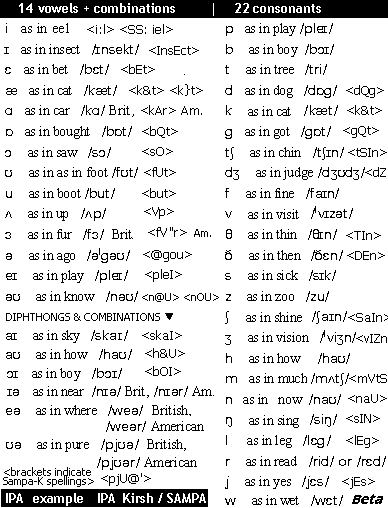 14 vowels + combinations | 22 consonants
i as in eel <i:l> <SS: iel>
ɪ as in insect /ɪnsekt/ <InsEct>
ɛ as in bet /bɛt/ <bEt>
æ as in cat /kæt/ <k&t> <k}t>
ɑ as in car /kɑ/ Brit, <kAr> Am.
ɒ as in bought /bɒt/ <bQt>
ɔ as in saw /sɔ/ <sO>
ʊ as in as in foot /fʊt/ <fUt>
u as in boot /but/ <but>
ʌ as in up /ʌp/ <Vp>
ɜ as in fur /fɜ/ Brit. <fV"r> Am.
ə as in ago /əˈgəʊ/ <@gou>
eɪ as in play /pleɪ/ <pleI>
əʊ as in know /nəʊ/ <n@U> <nOU>
DIPHTHONGS & COMBINATIONS ▼
aɪ as in sky /skaɪ/ <skaI>
aʊ as in how /haʊ/ <h&U>
ɔɪ as in boy /bɔɪ/ <bOI>
ɪə as in near /nɪə/ Brit, /nɪər/ Am.
eə as in where /weə/ British,
/weər/ American
ʊə as in pure /pjʊə/ British,
/pjʊər/ American
<brackets indicate
Sampa-K spellings> <pjU@'>
IPA example IPA Kirsh / SAMPA
p as in play /pleɪ/
b as in boy /bɔɪ/
t as in tree /tri/
d as in dog /dɒg/ <dQg>
k as in cat /kæt/ <k&t>
g as in got /gɒt/ <gQt>
tʃ as in chin /tʃɪn/ <tSIn>
dʒ as in judge /dʒʊdʒ/ <dZ
f as in fine /faɪn/
v as in visit /ˈvɪzət/
θ as in thin /θɪn/ <TIn>
ð as in then /ðɛn/ <DEn>
s as in sick /sɪk/
z as in zoo /zu/
ʃ as in shine /ʃaɪn/ <SaIn>
ʒ as in vision /ˈviʒn/ <vIZn
h as in how /haʊ/
m as in much /mʌtʃ/ <mVtS
n as in now /haʊ/ <naU>
ŋ as in sing /siŋ/ <sIN>
l as in leg /lɛg/ <lEg>
r as in read /rid/ or /rɛd/
j as in yes /jɛs/ <jEs>
w as in wet /wɛt/ Beta